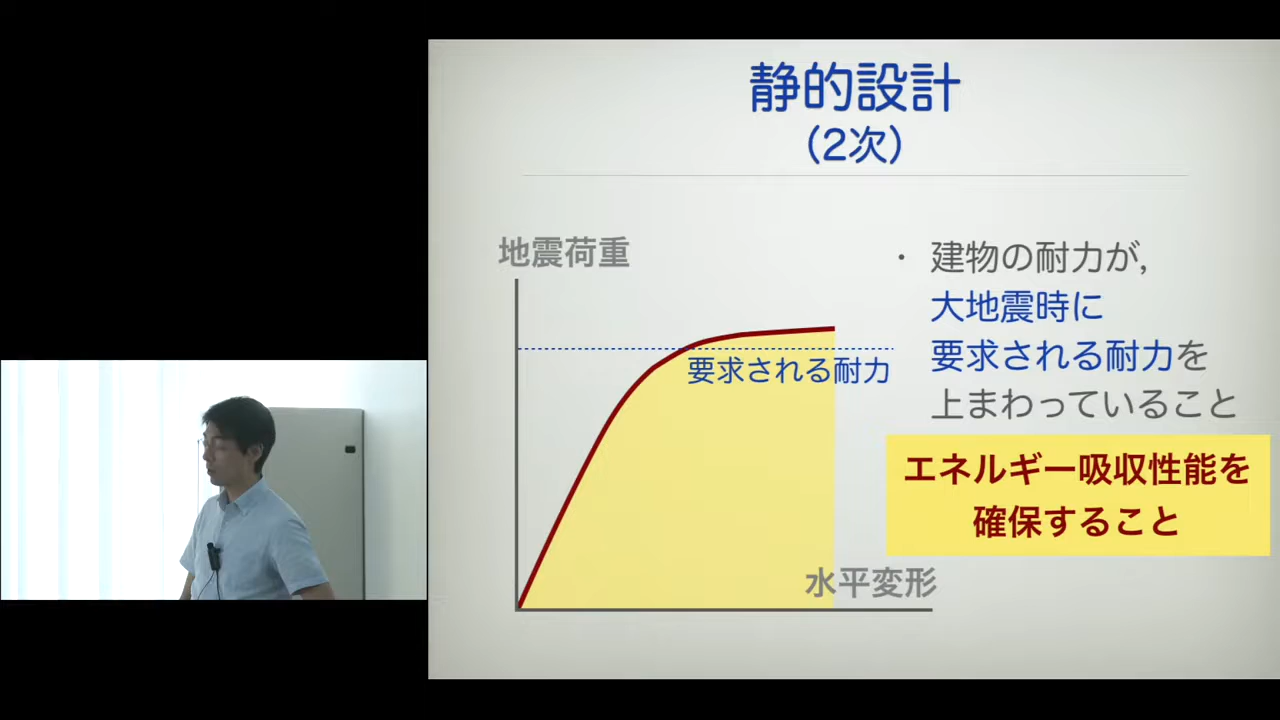 静的設計
(2次)
地震荷重
要求される耐力
水平変形
・ 建物の耐力が,
大地震時に
要求される耐力を
上まわっていること
エネルギー吸収性能を
確保すること